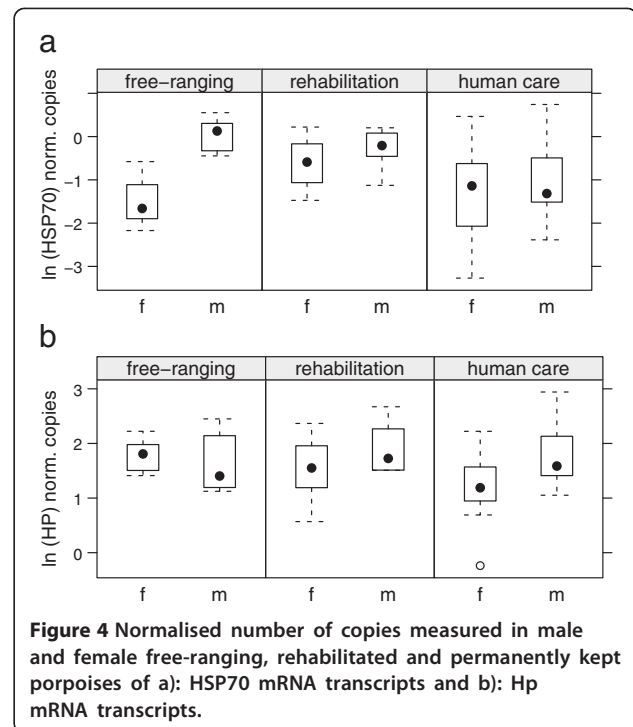 a
free−ranging rehabilitation human care
ln (HSP70) norm. copies
0
−1
−2
−3
f m f m f m
b
free−ranging rehabilitation human care
ln (HP) norm. copies
3
2
1
0
f m f m f m
Figure 4 Normalised number of copies measured in male
and female free-ranging, rehabilitated and permanently kept
porpoises of a): HSP70 mRNA transcripts and b): Hp
mRNA transcripts.